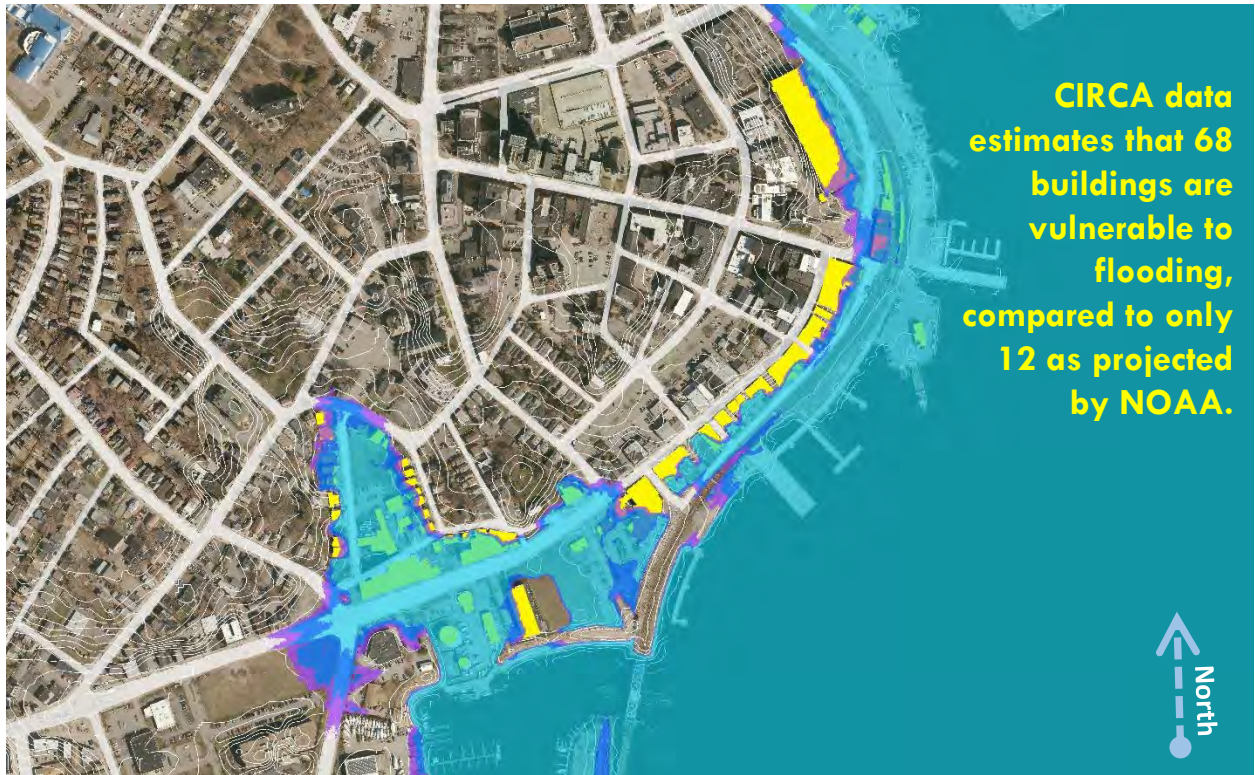 CIRCA data
estimates that 68
buildings are
vulnerable to
flooding,
compared to only
12 as projected
by NOAA.
North